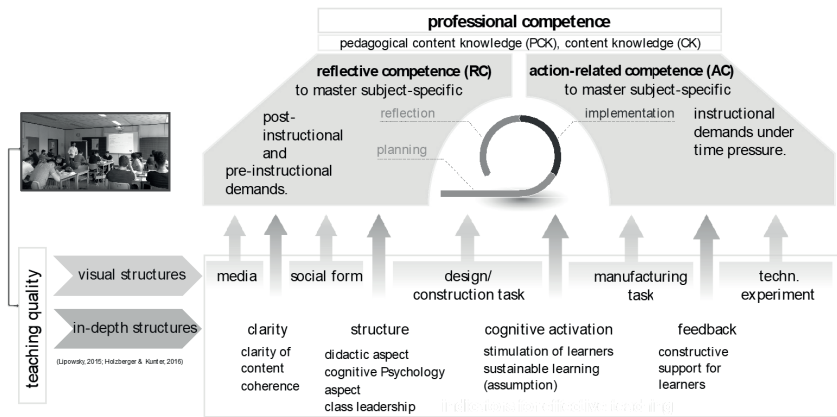 professional competence
pedagogical content knowledge (PCK), content knowledge (CK)
reflective competence (RC)
to master subject-specific
post-
instructional
and
pre-instructional
demands.
reflection
planning
action-related competence (AC)
to master subject-specific
implementation
instructional
demands under
time pressure.
teaching quality
visual structures
in-depth structures
(Lipowsky, 2015; Holzberger & Kunter, 2016)
media
social form
design/
construction task
manufacturing
task
techn.
experiment
clarity
clarity of
content
coherence
structure
didactic aspect
cognitive Psychology
aspect
class leadership
cognitive activation
stimulation of learners
sustainable learning
(assumption)
feedback
constructive
support for
learners